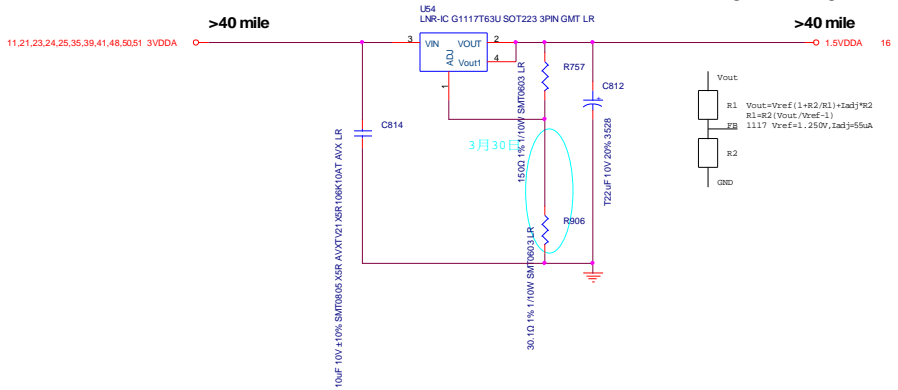 U54
LNR-IC G1117T63U SOT223 3PIN GMT LR
>40 mile
>40 mile
11,21,23,24,25,35,39,41,48,50,51 3VDDA
3
VIN
VOUT
2
Vout1
4
ADJ
1
1.5VDDA
16
R757
150Ω 1% 1/10W SMT0603 LR
C812
T22uF 10V 20% 3528
C814
10uF 10V ±10% SMT0805 X5R AVXTV21X5R106K10AT AVX LR
3月30日
R906
30.1Ω 1% 1/10W SMT0603 LR
Vout
R1 Vout=Vref(1+R2/R1)+Iadj*R2
R1=R2(Vout/Vref-1)
FB 1117 Vref=1.250V,Iadj=55uA
R2
GND